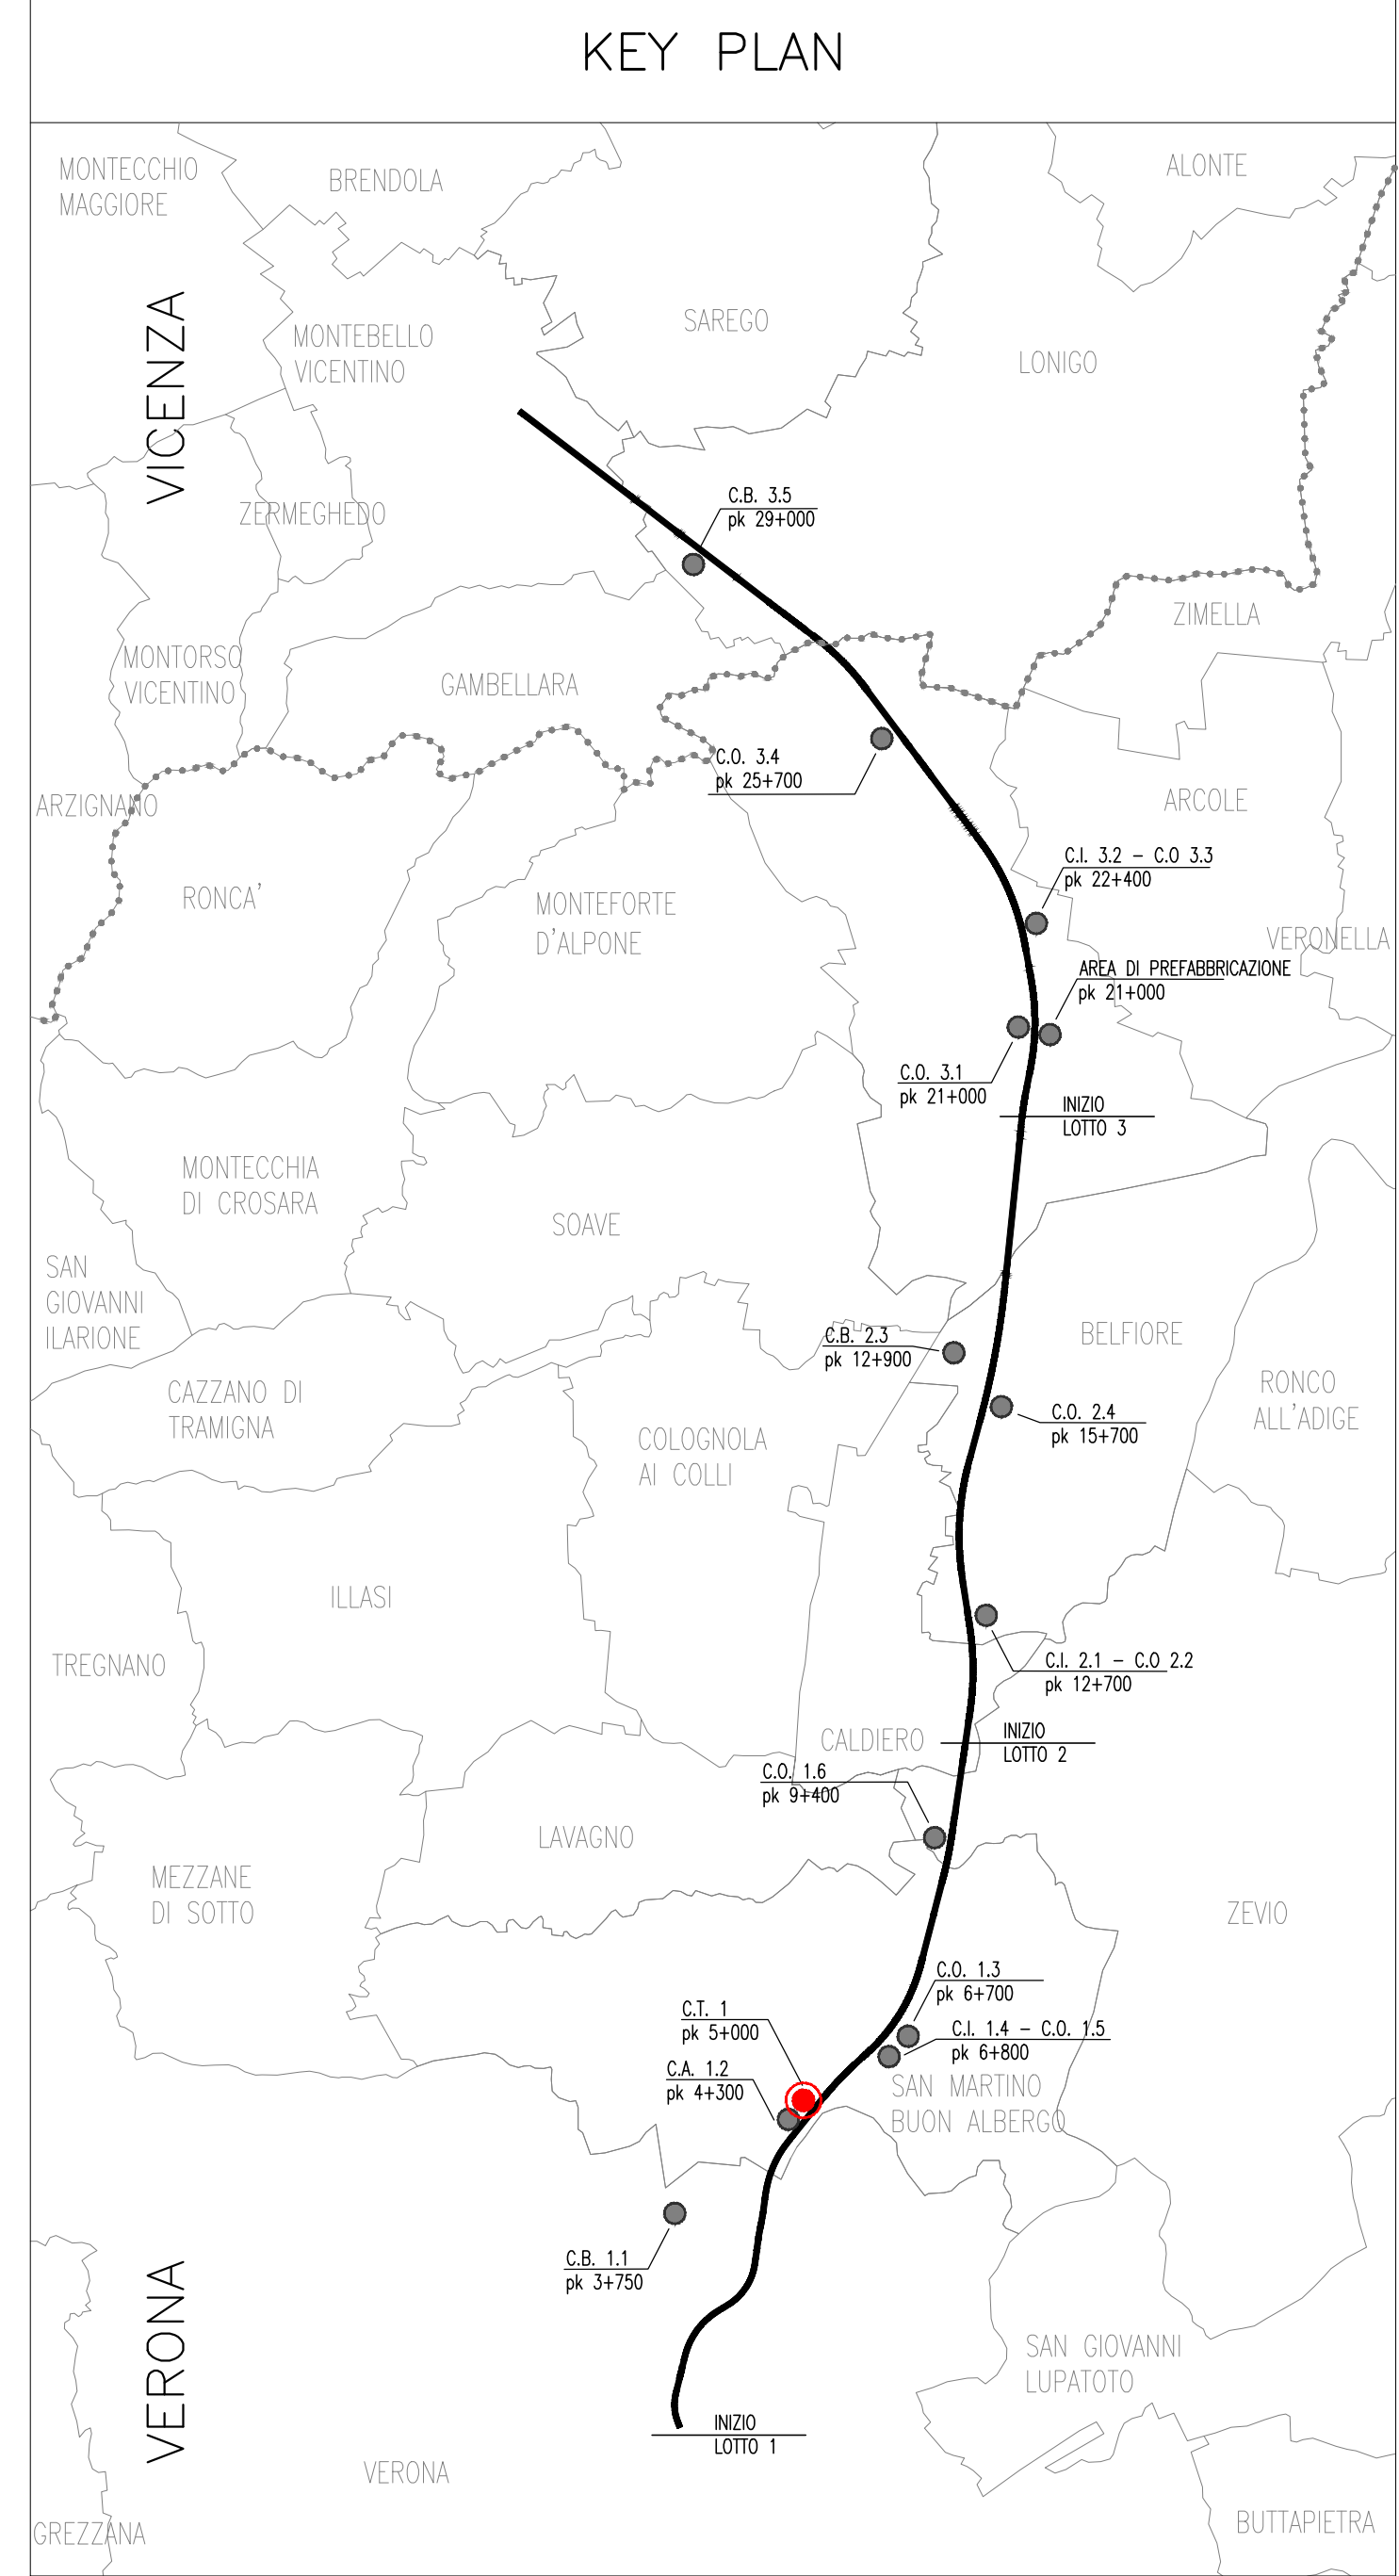 KEY PLAN
MONTECCHIO
MAGGIORE
BRENDOLA
ALONTE
VICENZA
MONTEBELLO
VICENTINO
SAREGO
LONIGO
C.B. 3.5
pk 29+000
ZERMEGHEDO
ZIMELLA
MONTORSO
VICENTINO
GAMBELLARA
C.O. 3.4
pk 25+700
ARZIGNANO
ARCOLE
C.I. 3.2 - C.O 3.3
pk 22+400
RONCA'
MONTEFORTE
D'ALPONE
VERONELLA
AREA DI PREFABBRICAZIONE
pk 21+000
C.O. 3.1
pk 21+000
INIZIO
LOTTO 3
MONTECCHIA
DI CROSARA
SOAVE
SAN
GIOVANNI
ILARIONE
C.B. 2.3
pk 12+900
BELFIORE
CAZZANO DI
TRAMIGNA
RONCO
ALL'ADIGE
C.O. 2.4
pk 15+700
COLOGNOLA
AI COLLI
ILLASI
TREGNANO
C.I. 2.1 - C.O 2.2
pk 12+700
CALDIERO
INIZIO
LOTTO 2
C.O. 1.6
pk 9+400
LAVAGNO
MEZZANE
DI SOTTO
ZEVIO
C.O. 1.3
pk 6+700
C.T. 1
pk 5+000
C.I. 1.4 - C.O. 1.5
pk 6+800
C.A. 1.2
pk 4+300
SAN MARTINO
BUON ALBERGO
C.B. 1.1
pk 3+750
VERONA
SAN GIOVANNI
LUPATOTO
INIZIO
LOTTO 1
VERONA
GREZZANA
BUTTAPIETRA